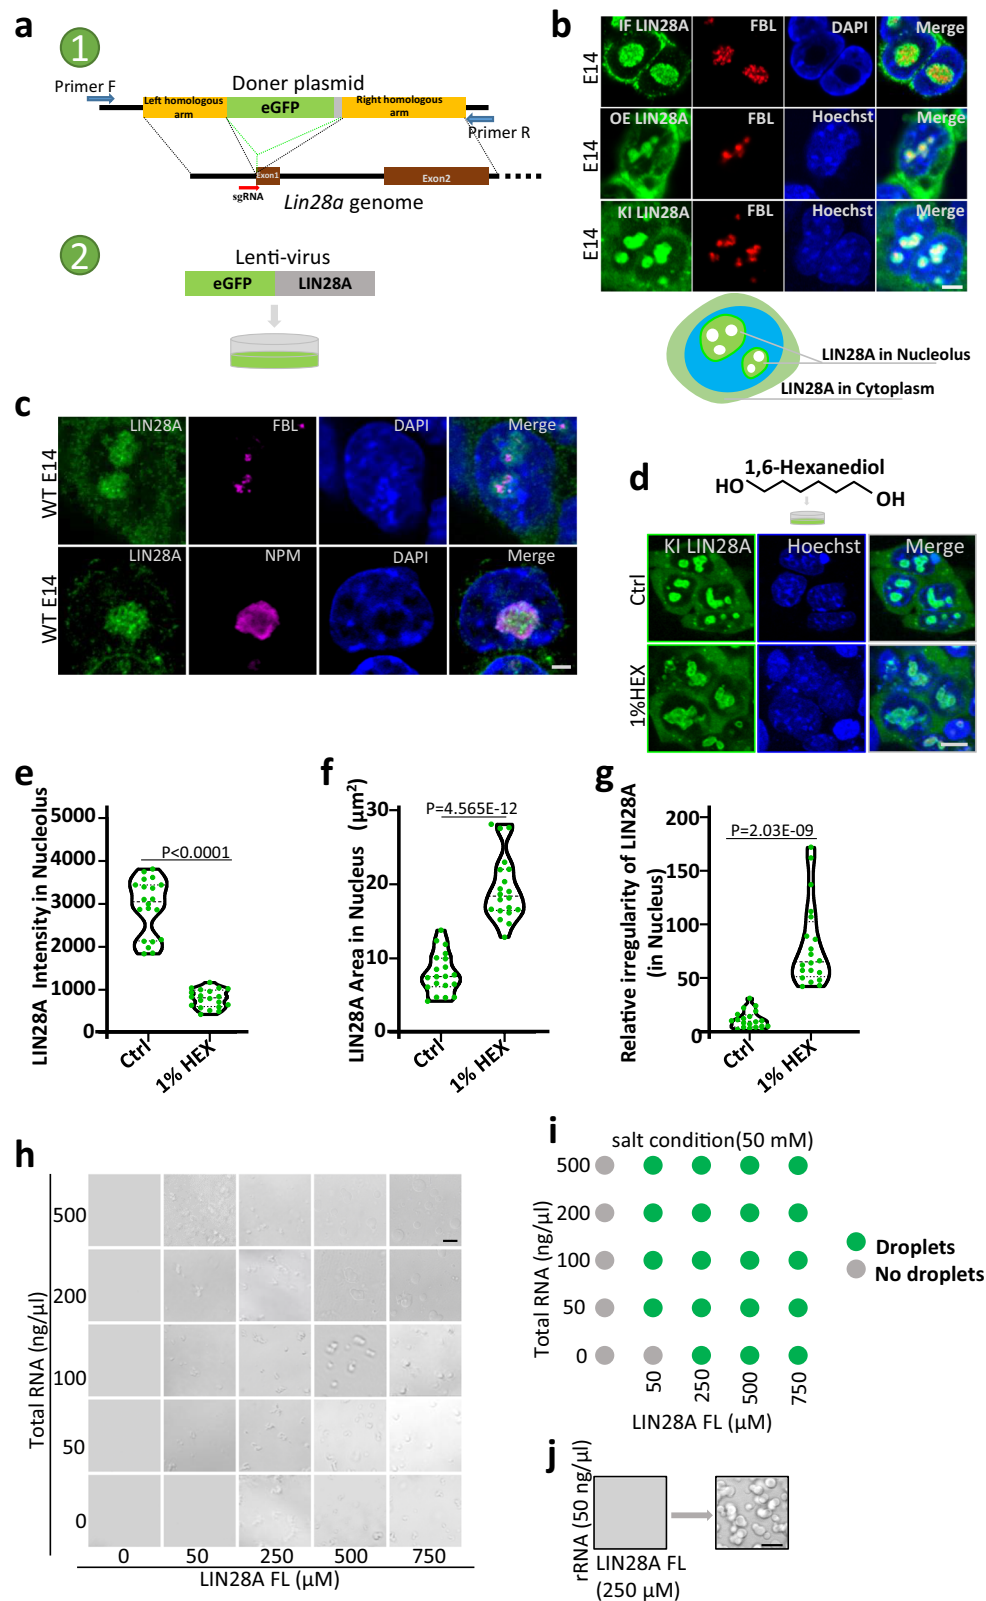 a
1
Doner plasmid
Primer F
Left homologous
arm
eGFP
Right homologous
arm
Primer R
Exon1
Exon2
sgRNA
Lin28a genome
2
Lenti-virus
eGFP
LIN28A
b
IF LIN28A
FBL
DAPI
Merge
E14
OE LIN28A
FBL
Hoechst
Merge
E14
KI LIN28A
FBL
Hoechst
Merge
E14
LIN28A in Nucleolus
LIN28A in Cytoplasm
c
LIN28A
FBL
DAPI
Merge
WT E14
LIN28A
NPM
DAPI
Merge
WT E14
d
1,6-Hexanediol
HO
OH
KI LIN28A
Hoechst
Merge
Ctrl
1%HEX
e
LIN28A Intensity in Nucleolus
5000
4000
3000
2000
1000
0
P<0.0001
Ctrl
1% HEX
f
LIN28A Area in Nucleus (µm²)
30
20
10
0
P=4.565E-12
Ctrl
1% HEX
g
Relative irregularity of LIN28A
(in Nucleus)
200
150
100
50
0
P=2.03E-09
Ctrl
1% HEX
h
Total RNA (ng/µl)
500
200
100
50
0
0
50
250
500
750
LIN28A FL (µM)
i
salt condition(50 mM)
Total RNA (ng/µl)
500
200
100
50
0
50
250
500
750
LIN28A FL (µM)
Droplets
No droplets
j
rRNA (50 ng/µl)
LIN28A FL
(250 µM)